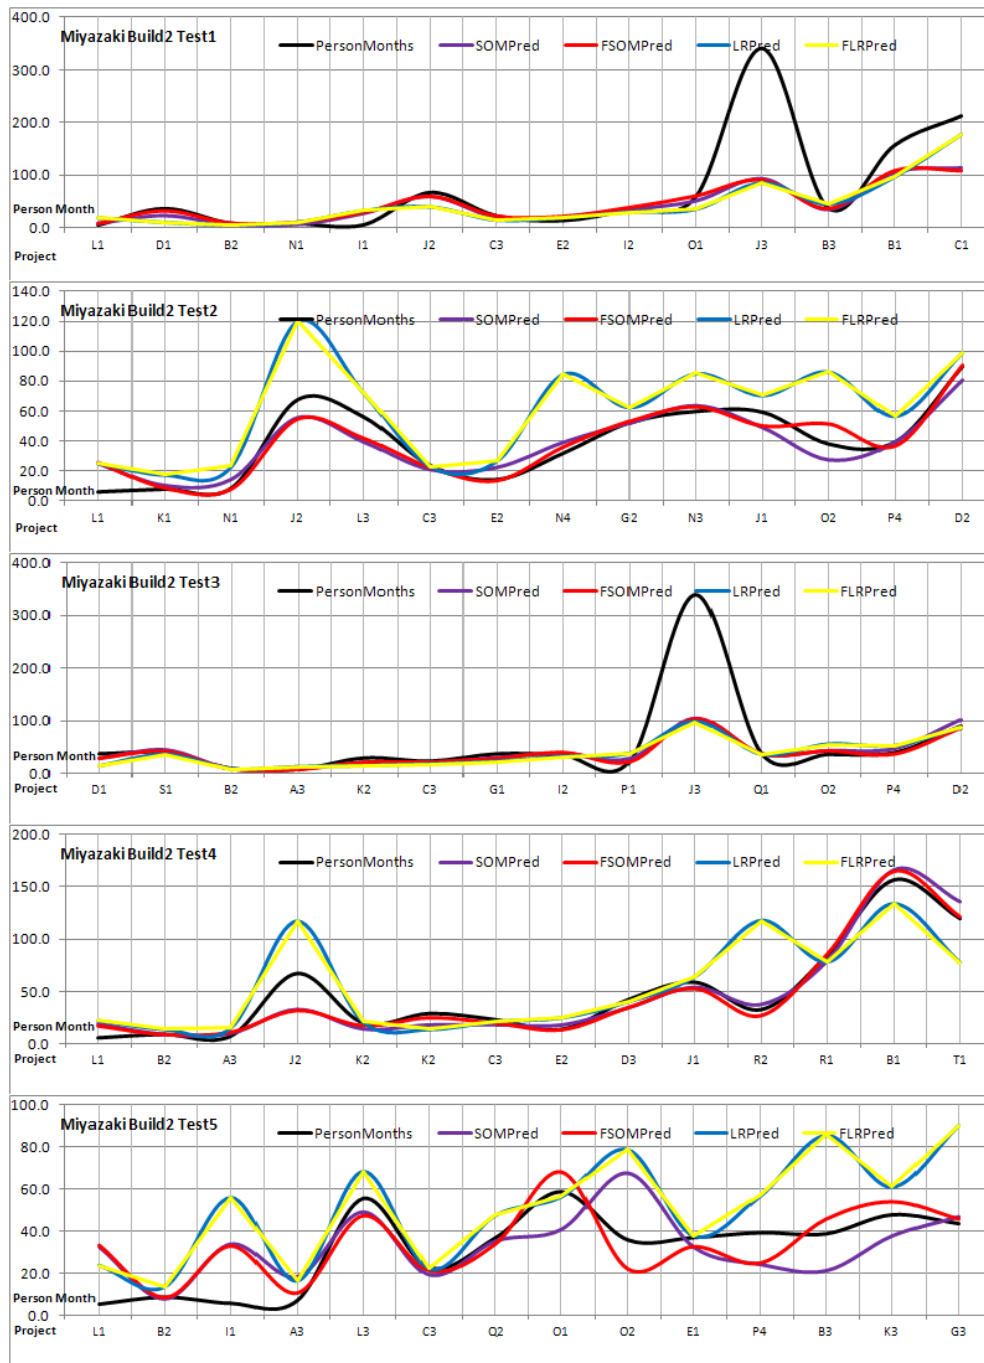 400.0
Miyazaki Build2 Test1
PersonMonths SOMPred FSOMPred LRPred FLRPred
300.0
200.0
100.0
Person Month
0.0
L1 D1 B2 N1 I1 J2 C3 E2 I2 O1 J3 B3 B1 C1
Project
140.0
Miyazaki Build2 Test2
PersonMonths SOMPred FSOMPred LRPred FLRPred
120.0
100.0
80.0
60.0
40.0
20.0
Person Month
0.0
L1 K1 N1 J2 L3 C3 E2 N4 G2 N3 J1 O2 P4 D2
Project
400.0
Miyazaki Build2 Test3
PersonMonths SOMPred FSOMPred LRPred FLRPred
300.0
200.0
100.0
Person Month
0.0
D1 S1 B2 A3 K2 C3 G1 I2 P1 J3 Q1 O2 P4 D2
Project
200.0
Miyazaki Build2 Test4
PersonMonths SOMPred FSOMPred LRPred FLRPred
150.0
100.0
50.0
Person Month
0.0
L1 B2 A3 J2 K2 K2 C3 E2 D3 J1 R2 R1 B1 T1
Project
100.0
Miyazaki Build2 Test5
PersonMonths SOMPred FSOMPred LRPred FLRPred
80.0
60.0
40.0
20.0
Person Month
0.0
L1 B2 I1 A3 L3 C3 Q2 O1 O2 E1 P4 B3 K3 G3
Project